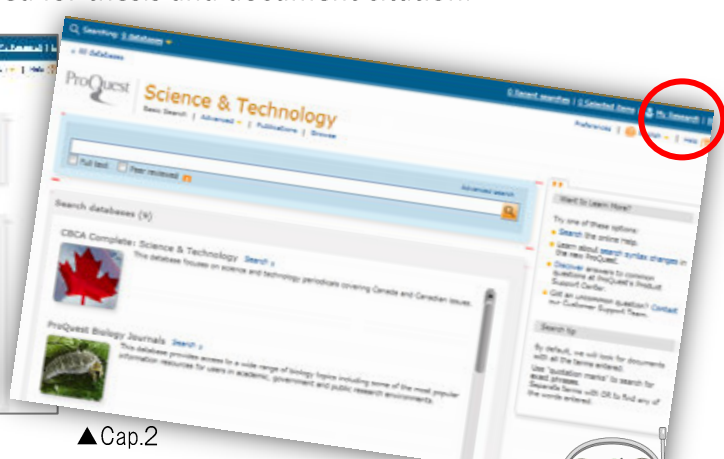 Searching: 9 databases
0 Recent searches | 0 Selected items | My Research |
All databases
Preferences | English | Help
ProQuest
Science & Technology
Basic Search | Advanced | Publications | Browse
Advanced search
Full text Peer reviewed
Search databases (9)
CBCA Complete: Science & Technology Search
This database focuses on science and technology periodicals covering Canada and Canadian issues.
ProQuest Biology Journals Search
This database provides access to a wide range of biology topics including some of the most popular
information resources for users in academic, government and public research environments.
Want to Learn More?
Try one of these options:
Search the online help.
Learn about search syntax changes in
the new ProQuest.
Discover answers to common
questions at ProQuest's Product
Support Center.
Got an uncommon question? Contact
our Customer Support Team.
Search tip
By default, we will look for documents
with all the terms entered.
Use "quotation marks" to search for
exact phrases.
Separate terms with OR to find any of
the words entered.
▲Cap.2